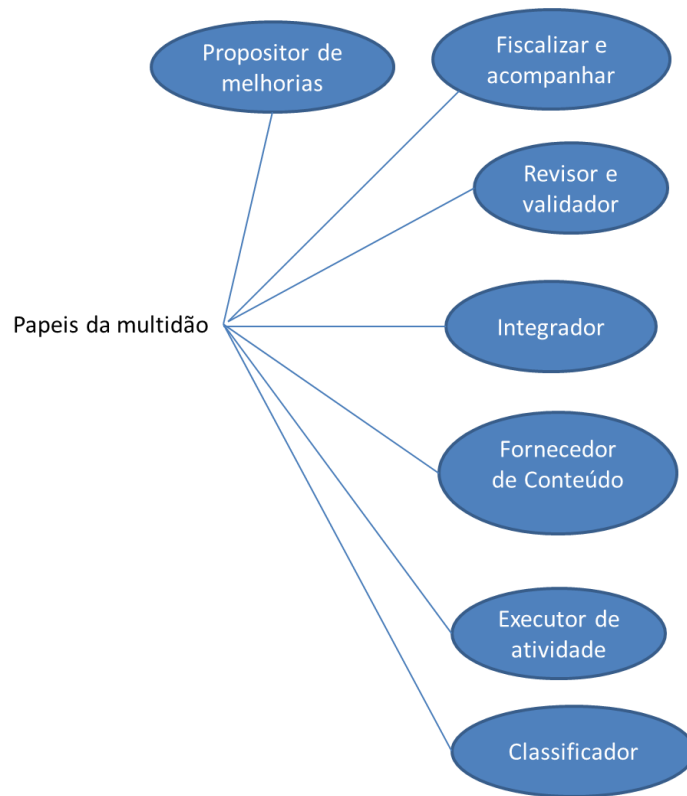 Propositor de
melhorias
Fiscalizar e
acompanhar
Revisor e
validador
Papeis da multidão
Integrador
Fornecedor
de Conteúdo
Executor de
atividade
Classificador